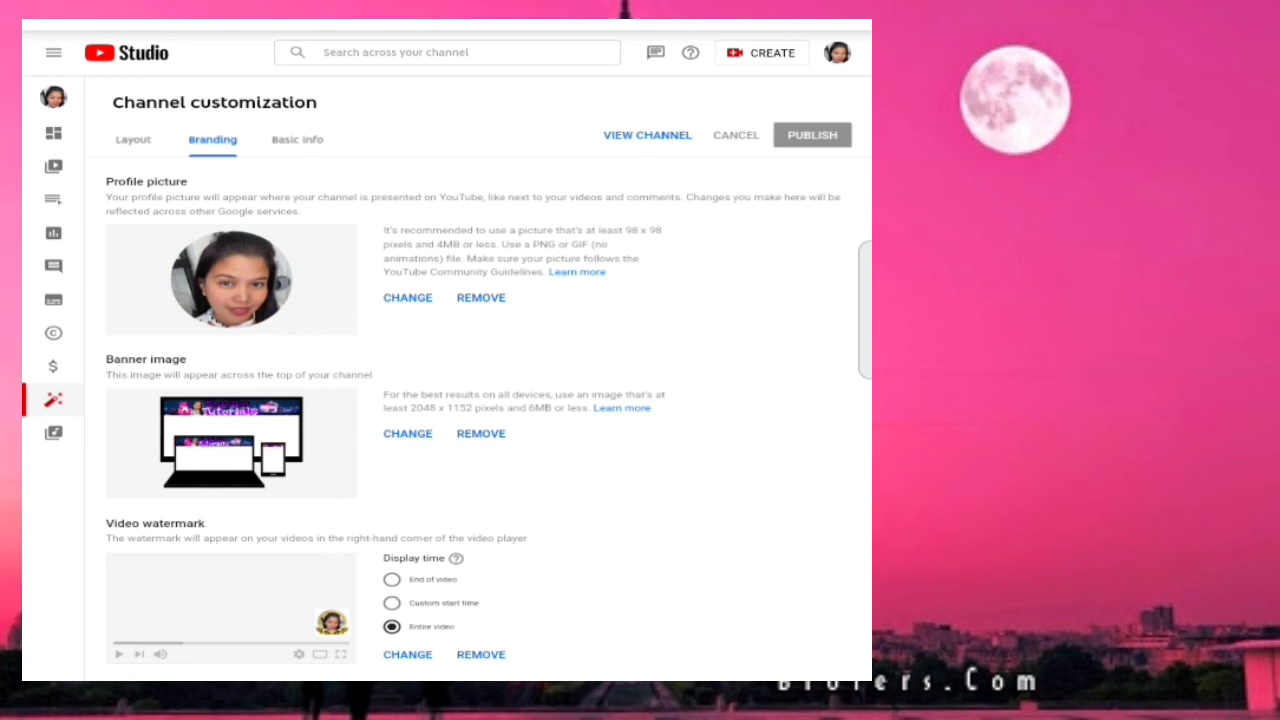 Studio
Search across your channel
CREATE
Channel customization
Layout
Branding
Basic info
VIEW CHANNEL
CANCEL
PUBLISH
Profile picture
Your profile picture will appear where your channel is presented on YouTube, like next to your videos and comments. Changes you make here will be
reflected across other Google services.
It's recommended to use a picture that's at least 98 x 98
pixels and 4MB or less. Use a PNG or GIF (no
animations) file. Make sure your picture follows the
YouTube Community Guidelines. Learn more
CHANGE
REMOVE
Banner image
This image will appear across the top of your channel
Tutorials
For the best results on all devices, use an image that's at
least 2048 x 1152 pixels and 6MB or less. Learn more
CHANGE
REMOVE
Video watermark
The watermark will appear on your videos in the right-hand corner of the video player
Display time
End of video
Custom start time
Entire video
CHANGE
REMOVE
ers.Com